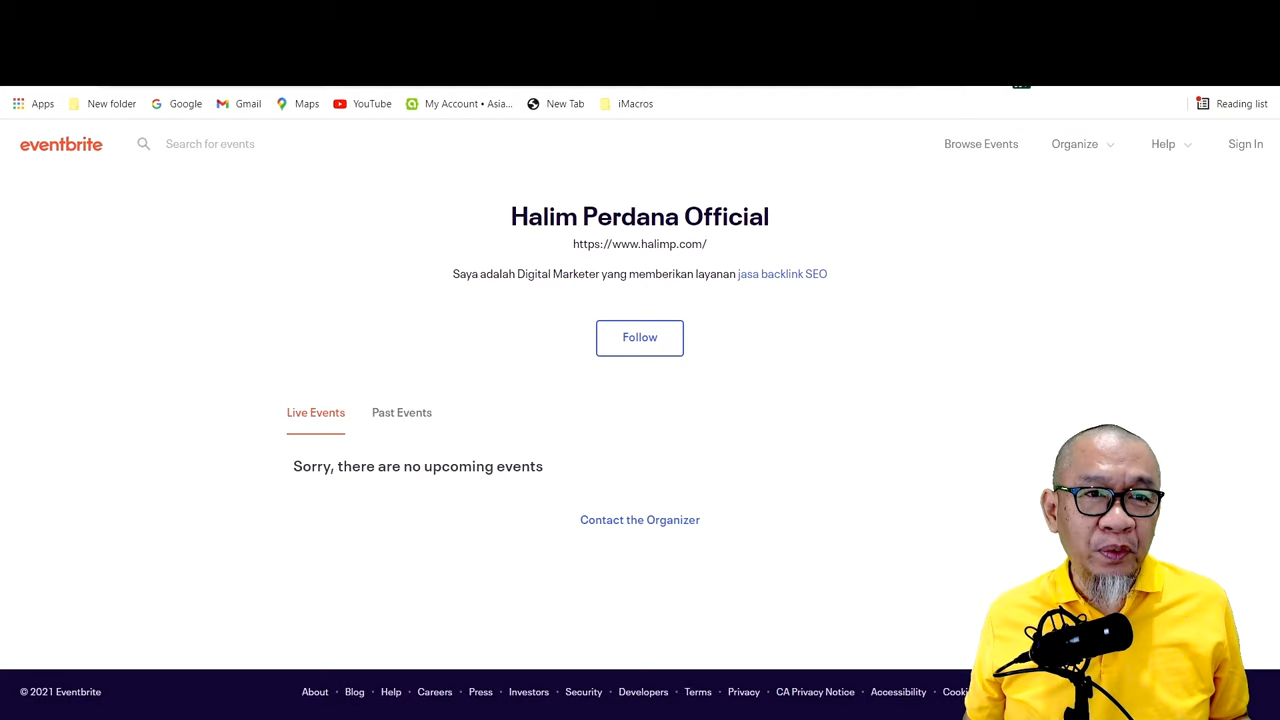 Apps New folder Google Gmail Maps YouTube My Account • Asia... New Tab iMacros Reading list
eventbrite Search for events Browse Events Organize Help Sign In
Halim Perdana Official
https://www.halimp.com/
Saya adalah Digital Marketer yang memberikan layanan jasa backlink SEO
Follow
Live Events Past Events
Sorry, there are no upcoming events
Contact the Organizer
© 2021 Eventbrite About • Blog • Help • Careers • Press • Investors • Security • Developers • Terms • Privacy • CA Privacy Notice • Accessibility •